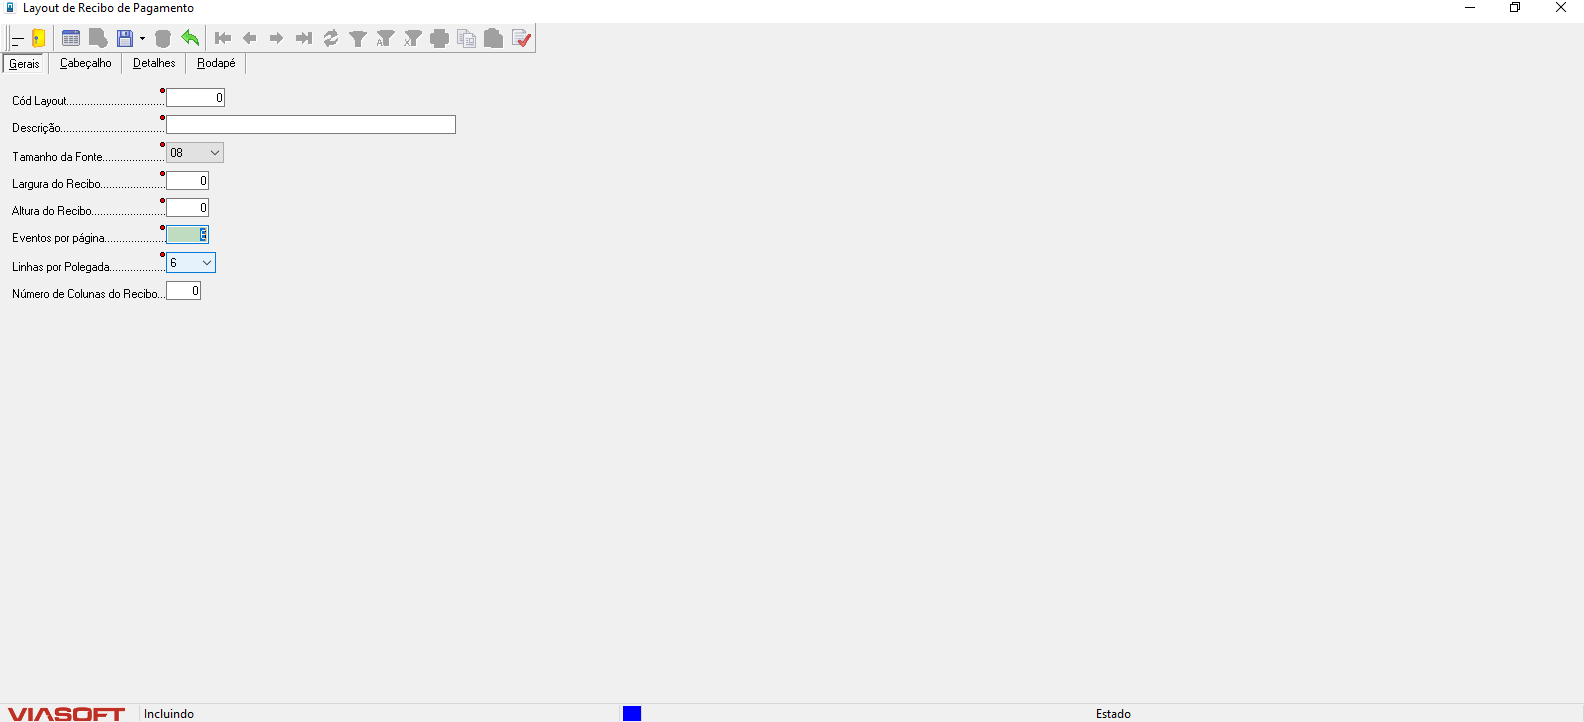 Layout de Recibo de Pagamento
Gerais Cabeçalho Detalhes Rodapé
Cód Layout................................. 0
Descrição..................................
Tamanho da Fonte.................... 08
Largura do Recibo..................... 0
Altura do Recibo........................ 0
Eventos por página....................
Linhas por Polegada.................. 6
Número de Colunas do Recibo... 0
VIASOFT Incluindo Estado